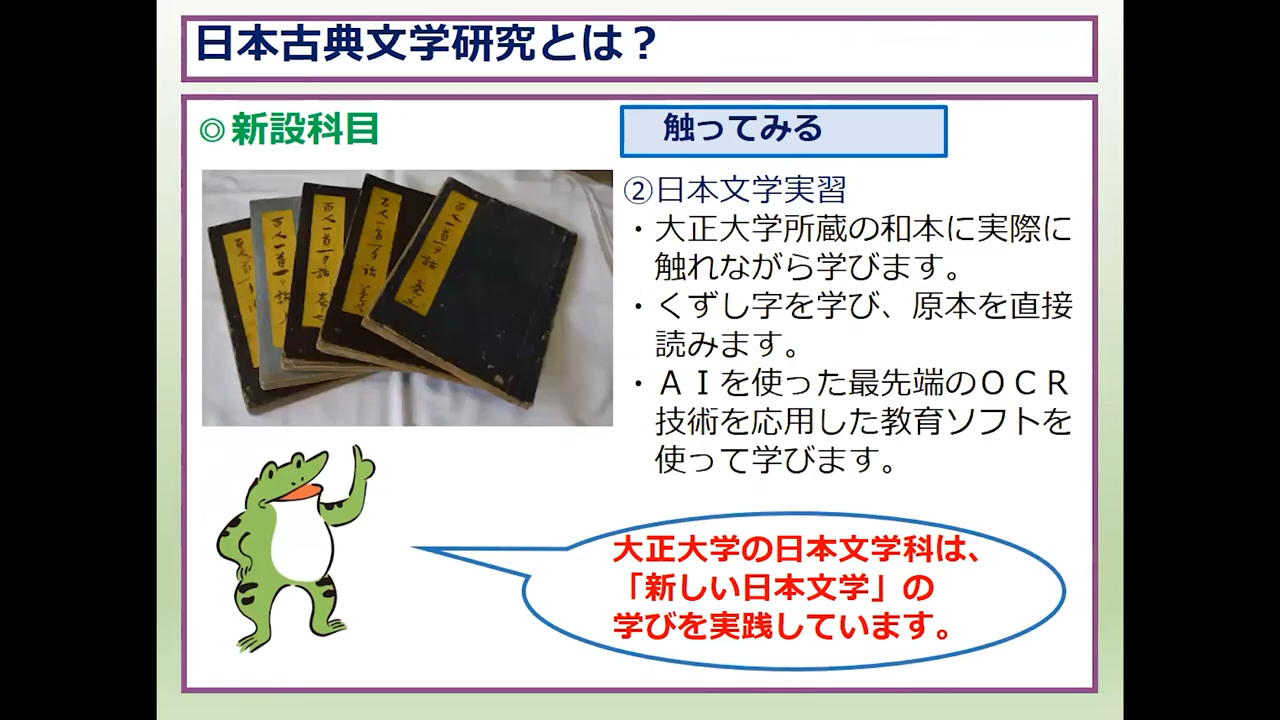 日本古典文学研究とは？
◎新設科目
触ってみる
②日本文学実習
・大正大学所蔵の和本に実際に
触れながら学びます。
・くずし字を学び、原本を直接
読みます。
・ＡＩを使った最先端のＯＣＲ
技術を応用した教育ソフトを
使って学びます。
大正大学の日本文学科は、
「新しい日本文学」の
学びを実践しています。